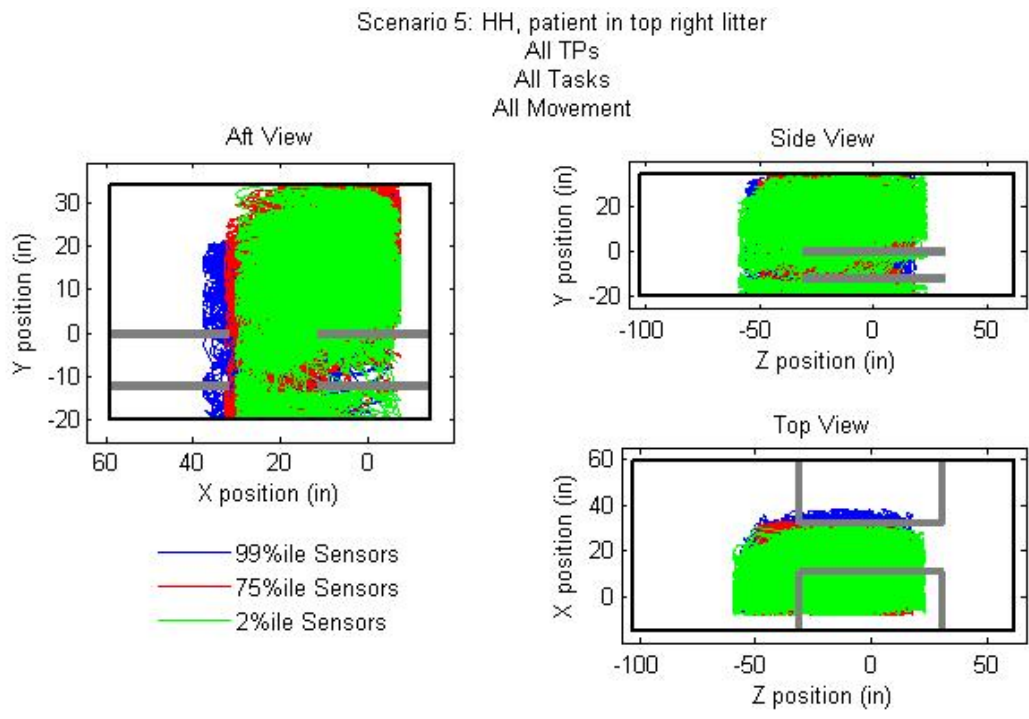 Scenario 5: HH, patient in top right litter
All TPs
All Tasks
All Movement
Aft View
30
20
10
0
-10
-20
Y position (in)
60 40 20 0
X position (in)
Side View
20
0
-20
Y position (in)
-100 -50 0 50
Z position (in)
Top View
60
40
20
0
X position (in)
-100 -50 0 50
Z position (in)
99%ile Sensors
75%ile Sensors
2%ile Sensors